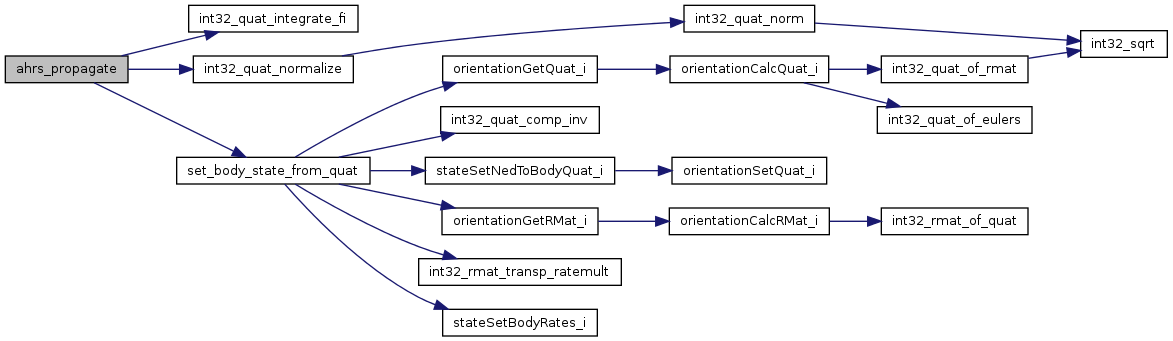 ahrs_propagate
int32_quat_integrate_fi
int32_quat_normalize
set_body_state_from_quat
int32_quat_norm
int32_sqrt
orientationGetQuat_i
orientationCalcQuat_i
int32_quat_of_rmat
int32_quat_of_eulers
int32_quat_comp_inv
stateSetNedToBodyQuat_i
orientationSetQuat_i
orientationGetRMat_i
orientationCalcRMat_i
int32_rmat_of_quat
int32_rmat_transp_ratemult
stateSetBodyRates_i